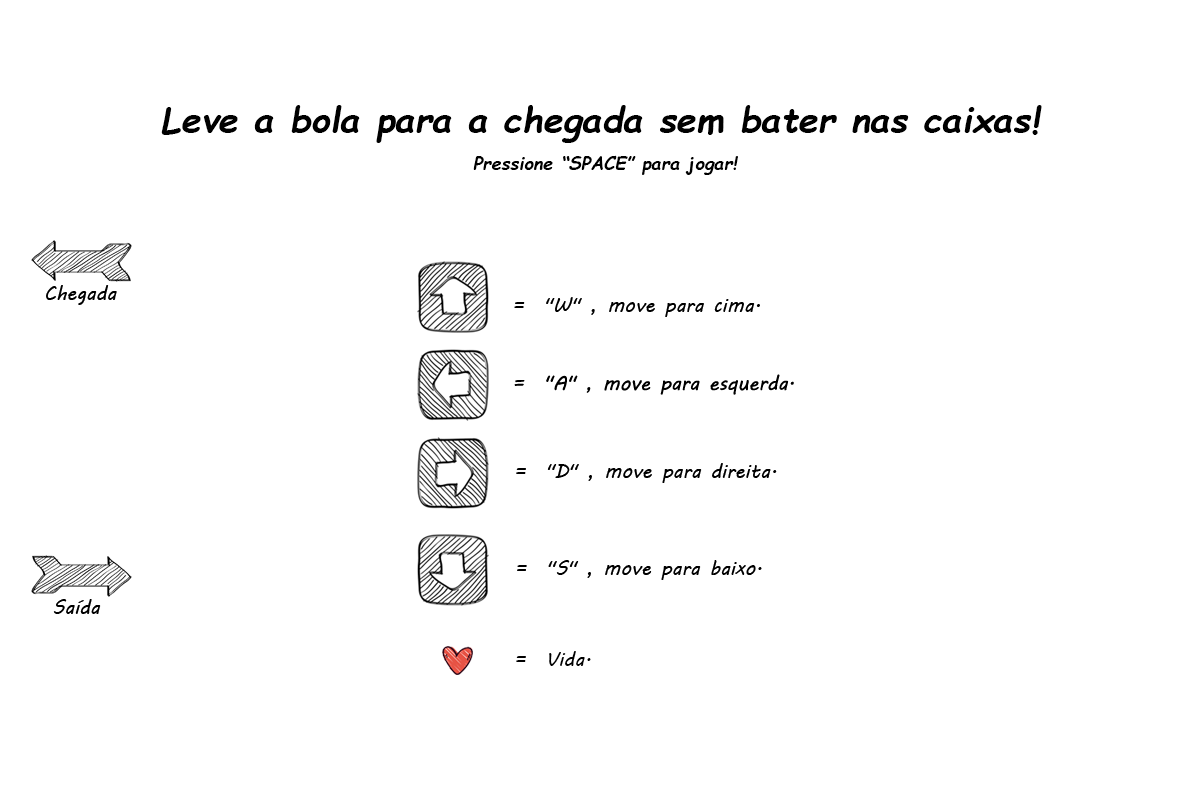 Leve a bola para a chegada sem bater nas caixas!
Pressione “SPACE” para jogar!
Chegada
= "W" , move para cima.
= "A" , move para esquerda.
= "D" , move para direita.
= "S" , move para baixo.
Saída
= Vida.